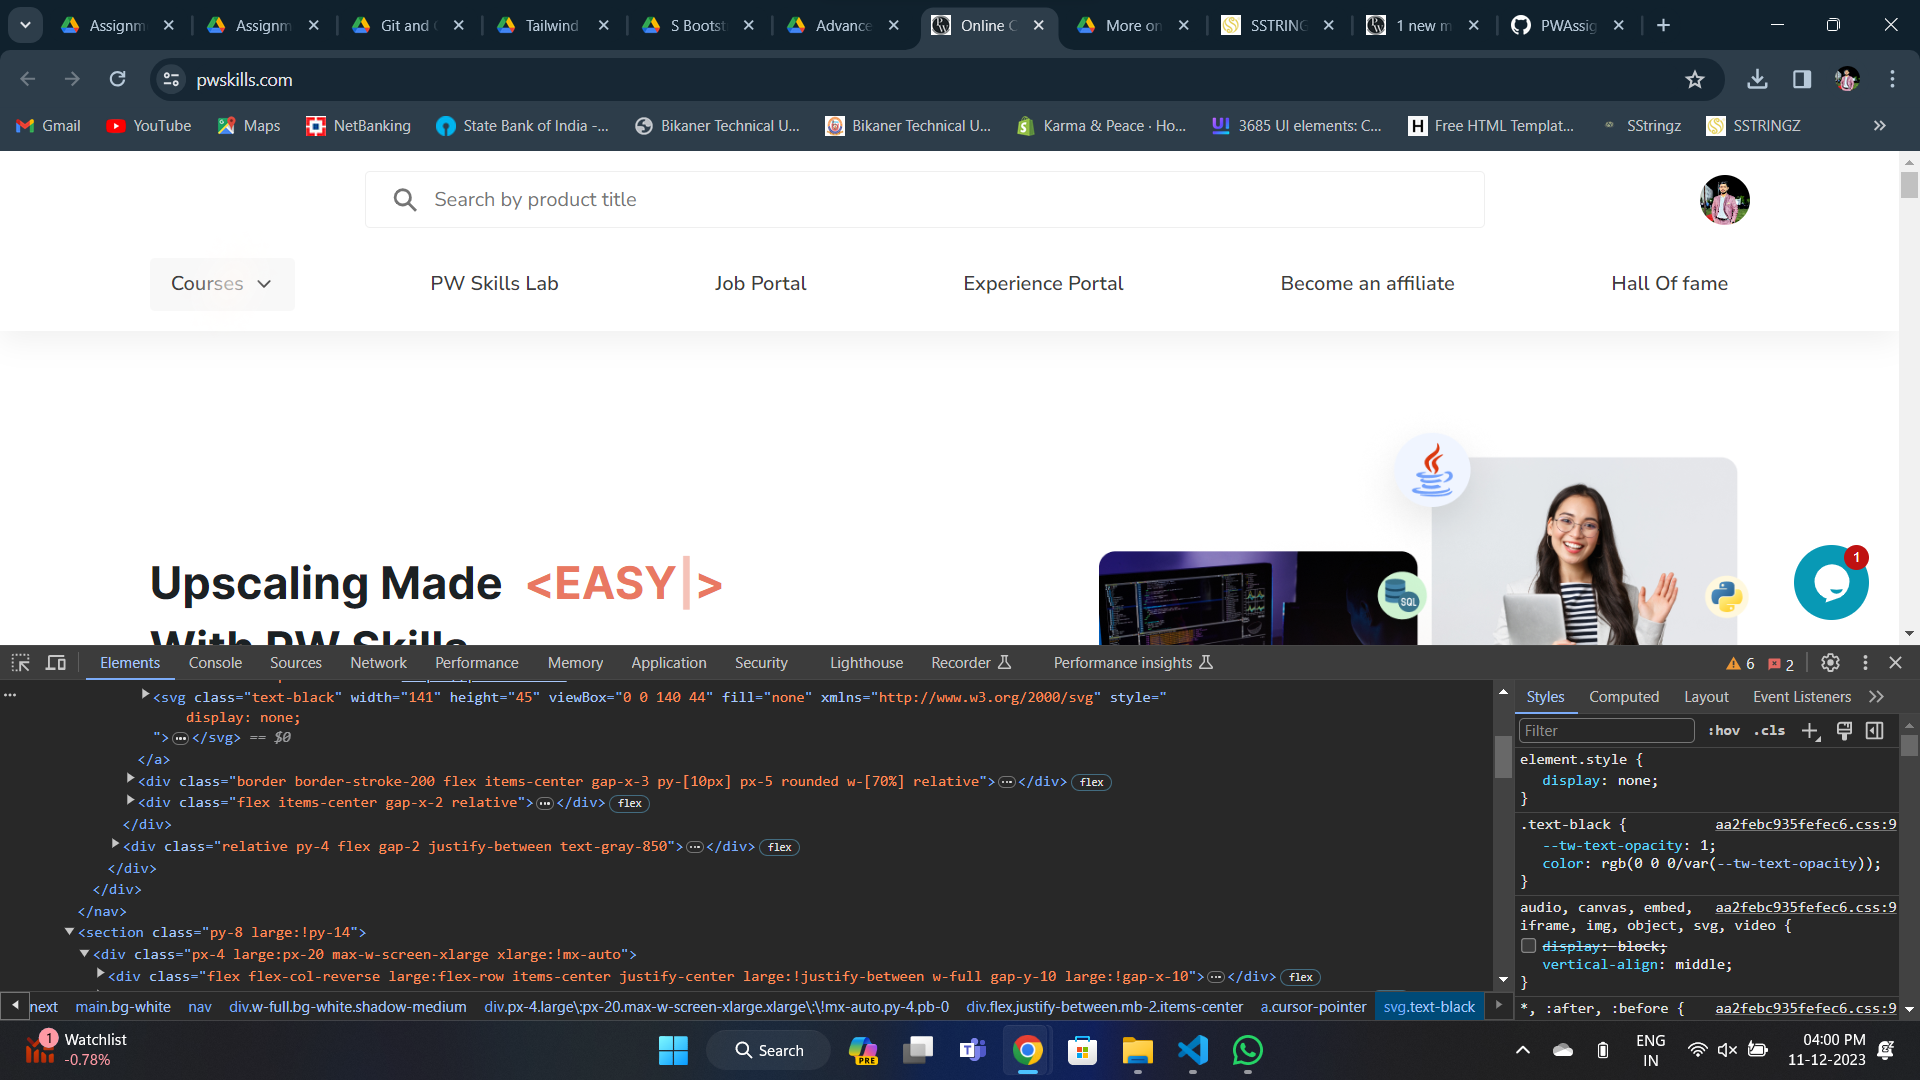 Assignm
Assignm
Git and
Tailwind
S Bootst
Advance
Online C
More on
SSTRING
1 new m
PWAssig
pwskills.com
Gmail
YouTube
Maps
NetBanking
State Bank of India -...
Bikaner Technical U...
Bikaner Technical U...
Karma & Peace · Ho...
3685 UI elements: C...
Free HTML Templat...
SStringz
SSTRINGZ
Search by product title
Courses
PW Skills Lab
Job Portal
Experience Portal
Become an affiliate
Hall Of fame
Upscaling Made <EASY|>
With PW Skills
SQL
1
Elements
Console
Sources
Network
Performance
Memory
Application
Security
Lighthouse
Recorder
Performance insights
6
2
<svg class="text-black" width="141" height="45" viewBox="0 0 140 44" fill="none" xmlns="http://www.w3.org/2000/svg" style="
display: none;
">…</svg> == $0
</a>
<div class="border border-stroke-200 flex items-center gap-x-3 py-[10px] px-5 rounded w-[70%] relative">…</div> flex
<div class="flex items-center gap-x-2 relative">…</div> flex
</div>
<div class="relative py-4 flex gap-2 justify-between text-gray-850">…</div> flex
</div>
</div>
</nav>
<section class="py-8 large:!py-14">
<div class="px-4 large:px-20 max-w-screen-xlarge xlarge:!mx-auto">
<div class="flex flex-col-reverse large:flex-row items-center justify-center large:!justify-between w-full gap-y-10 large:!gap-x-10">…</div> flex
next
main.bg-white
nav
div.w-full.bg-white.shadow-medium
div.px-4.large\:px-20.max-w-screen-xlarge.xlarge\:\!mx-auto.py-4.pb-0
div.flex.justify-between.mb-2.items-center
a.cursor-pointer
svg.text-black
Styles
Computed
Layout
Event Listeners
Filter
:hov
.cls
element.style {
display: none;
}
.text-black { aa2febc935fefec6.css:9
--tw-text-opacity: 1;
color: rgb(0 0 0/var(--tw-text-opacity));
}
audio, canvas, embed, aa2febc935fefec6.css:9
iframe, img, object, svg, video {
display: block;
vertical-align: middle;
}
*, :after, :before { aa2febc935fefec6.css:9
1
Watchlist
-0.78%
Search
PRE
ENG
IN
04:00 PM
11-12-2023